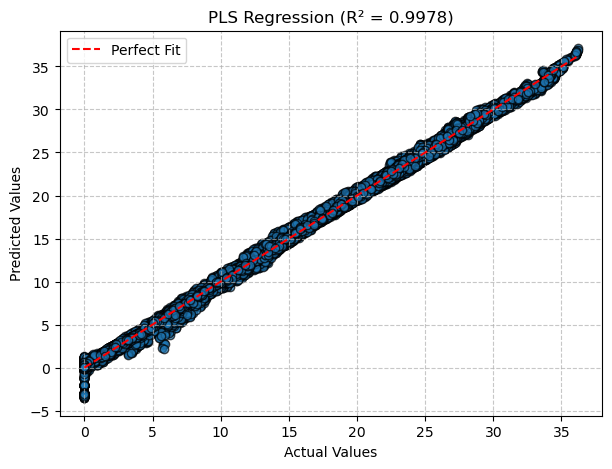 PLS Regression (R² = 0.9978)
Perfect Fit
Predicted Values
35
30
25
20
15
10
5
0
−5
0 5 10 15 20 25 30 35
Actual Values